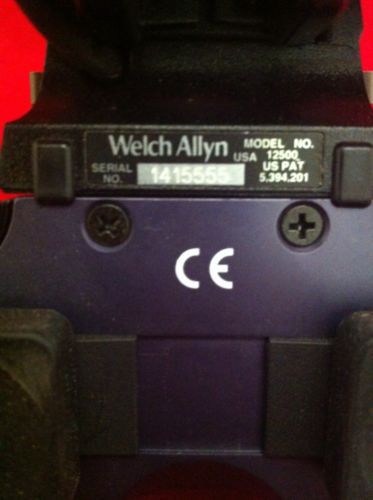 Welch Allyn MODEL NO.
USA 12500
SERIAL NO. 1415555 US PAT
5.394.201
CE